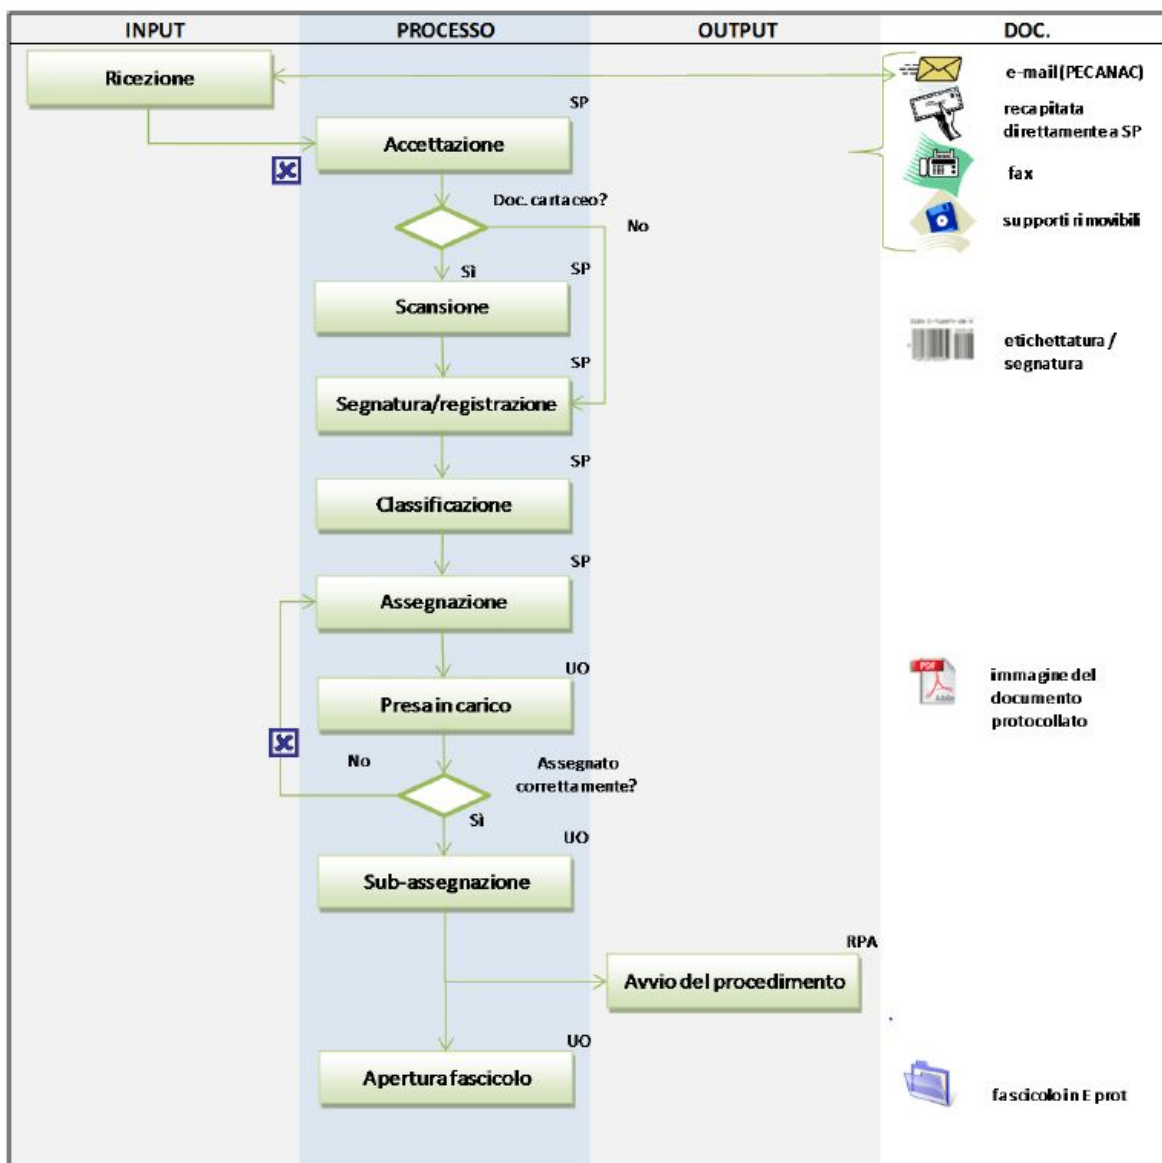 INPUT
PROCESSO
OUTPUT
DOC.
Ricezione
e-mail (PECANAC)
recapitata
direttamente a SP
fax
supporti rimovibili
SP
Accettazione
Doc. cartaceo?
No
Sì
SP
Scansione
etichettatura /
segnatura
SP
Segnatura/registrazione
SP
Classificazione
SP
Assegnazione
UO
Presa in carico
PDF
Adobe
immagine del
documento
protocollato
No
Assegnato
correttamente?
Sì
UO
Sub-assegnazione
RPA
Avvio del procedimento
UO
Apertura fascicolo
fascicolo in E prot